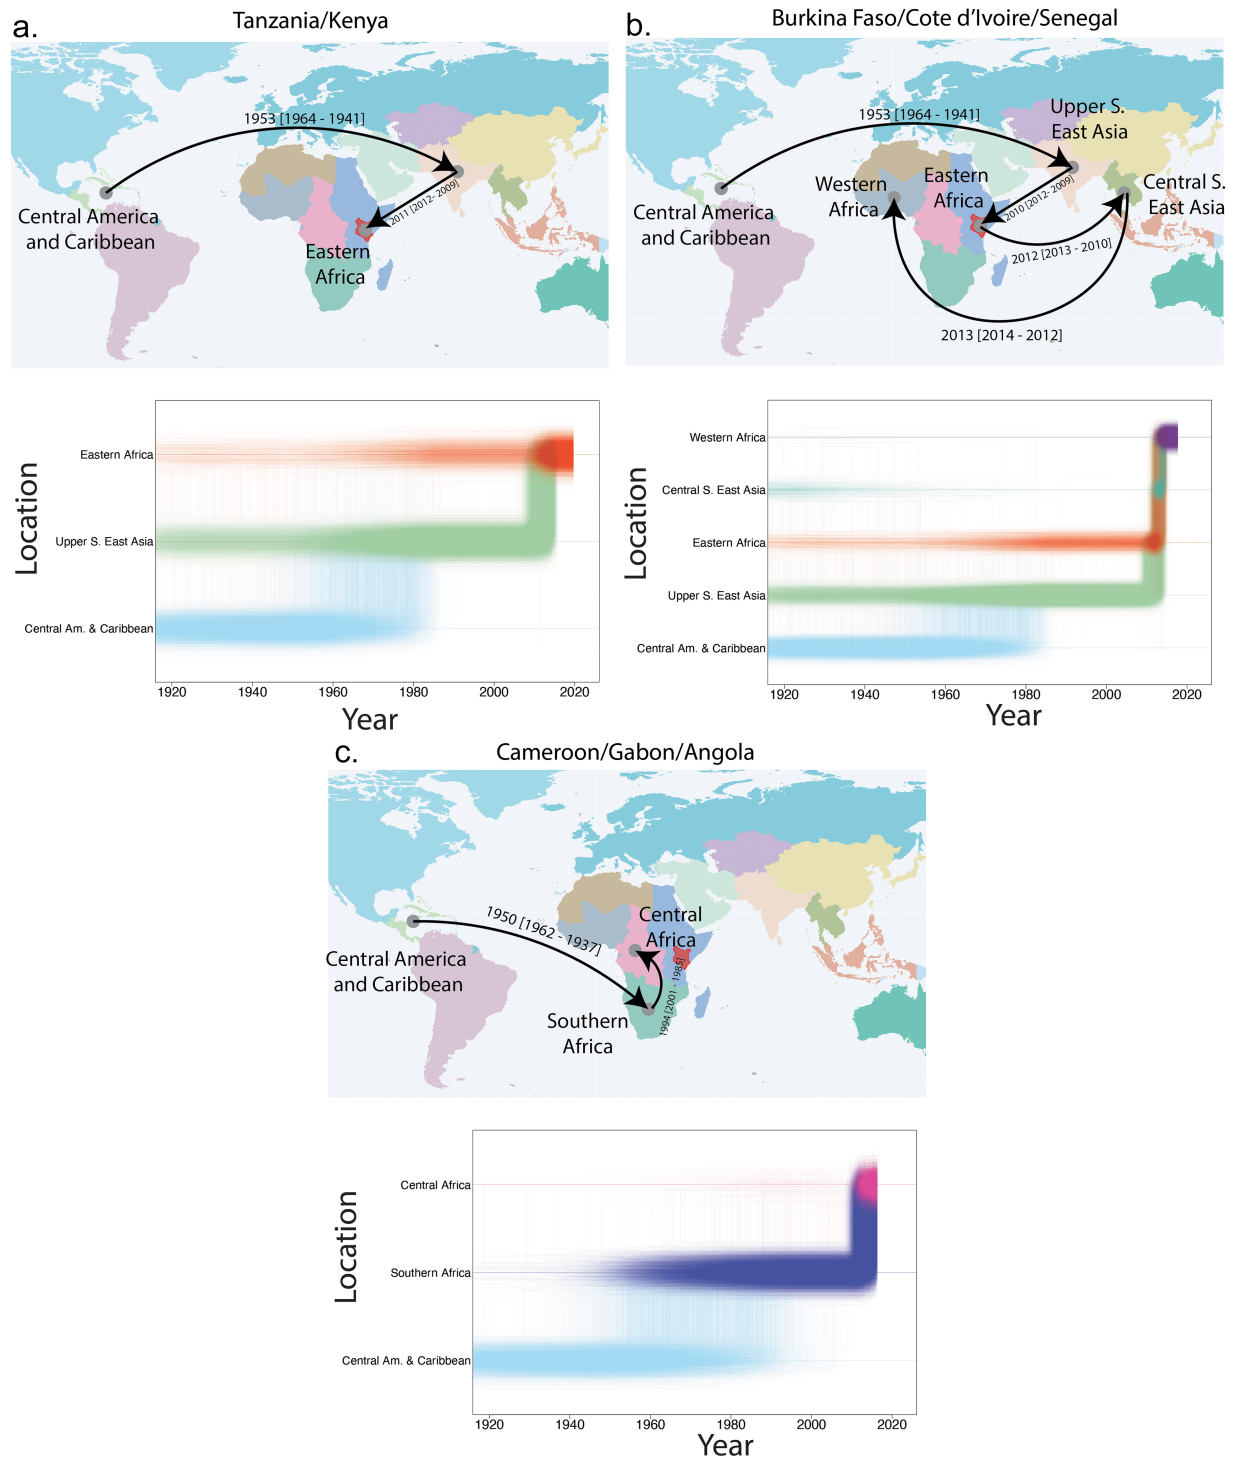 a.
Tanzania/Kenya
1953 [1964 - 1941]
2011 [2012- 2009]
Central America
and Caribbean
Eastern
Africa
Location
Eastern Africa
Upper S. East Asia
Central Am. & Caribbean
1920
1940
1960
1980
2000
2020
Year
b.
Burkina Faso/Cote d’Ivoire/Senegal
1953 [1964 - 1941]
Upper S.
East Asia
Western
Africa
Eastern
Africa
Central S.
East Asia
2010 [2012- 2009]
Central America
and Caribbean
2012 [2013 - 2010]
2013 [2014 - 2012]
Location
Western Africa
Central S. East Asia
Eastern Africa
Upper S. East Asia
Central Am. & Caribbean
1920
1940
1960
1980
2000
2020
Year
c.
Cameroon/Gabon/Angola
1950 [1962 - 1937]
Central
Africa
Central America
and Caribbean
1994 [2001 - 1985]
Southern
Africa
Location
Central Africa
Southern Africa
Central Am. & Caribbean
1920
1940
1960
1980
2000
2020
Year